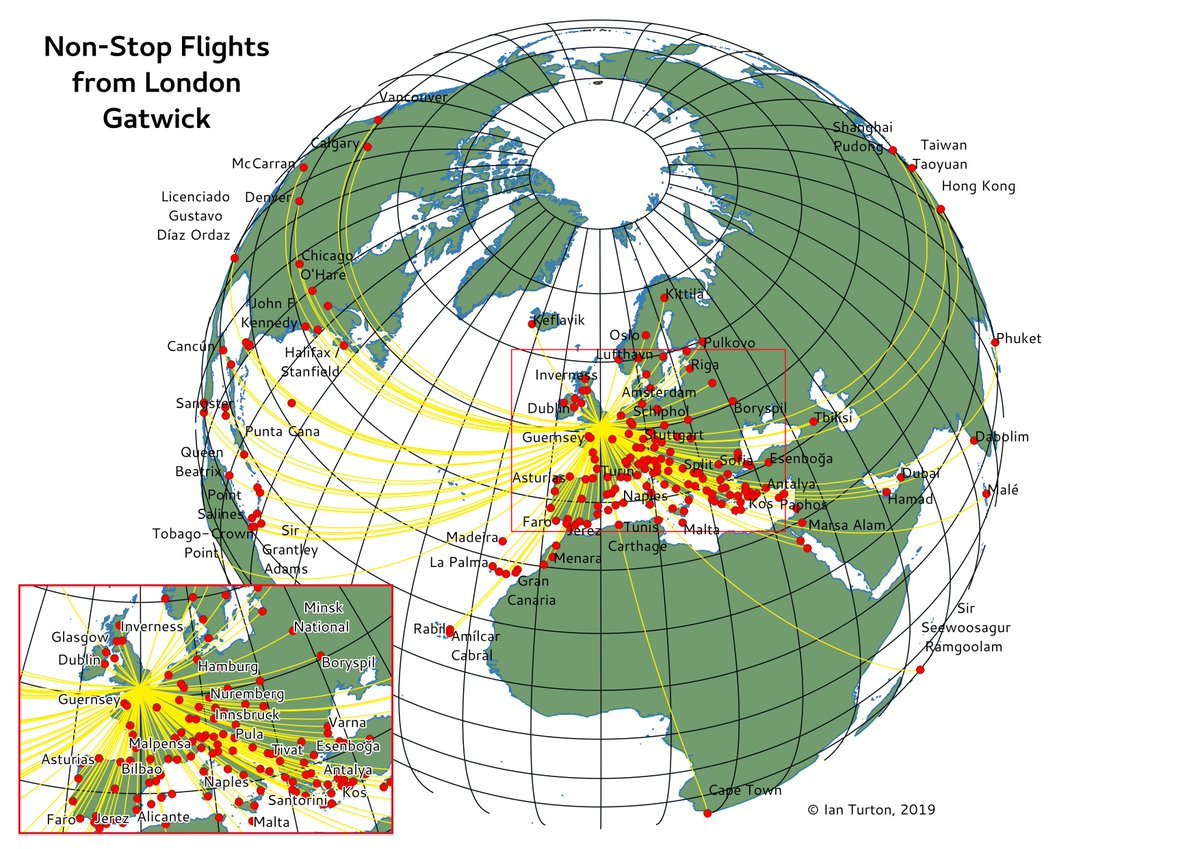 Non-Stop Flights
from London
Gatwick
Vancouver
Calgary
McCarran
Licenciado
Gustavo
Díaz Ordaz
Denver
Chicago
O'Hare
John F
Kennedy
Halifax /
Stanfield
Cancún
Sangster
Punta Cana
Queen
Beatrix
Point
Salines
Tobago-Crown
Point
Sir
Grantley
Adams
Shanghai
Pudong
Taiwan
Taoyuan
Hong Kong
Phuket
Keflavik
Kittilä
Oslo
Lufthavn
Pulkovo
Riga
Inverness
Amsterdam
Schiphol
Dublin
Boryspil
Tbilisi
Guernsey
Stuttgart
Dabolim
Asturias
Turin
Split
Sofia
Esenboğa
Dubai
Hamad
Malé
Naples
Antalya
Kos
Paphos
Faro
Jerez
Tunis
Carthage
Malta
Marsa Alam
Madeira
La Palma
Menara
Gran
Canaria
Rabil
Amílcar
Cabral
Sir
Seewoosagur
Ramgoolam
Cape Town
Minsk
National
Glasgow
Inverness
Dublin
Hamburg
Boryspil
Guernsey
Nuremberg
Innsbruck
Pula
Varna
Malpensa
Tivat
Esenboğa
Asturias
Bilbao
Naples
Antalya
Santorini
Kos
Faro
Jerez
Alicante
Malta
© Ian Turton, 2019